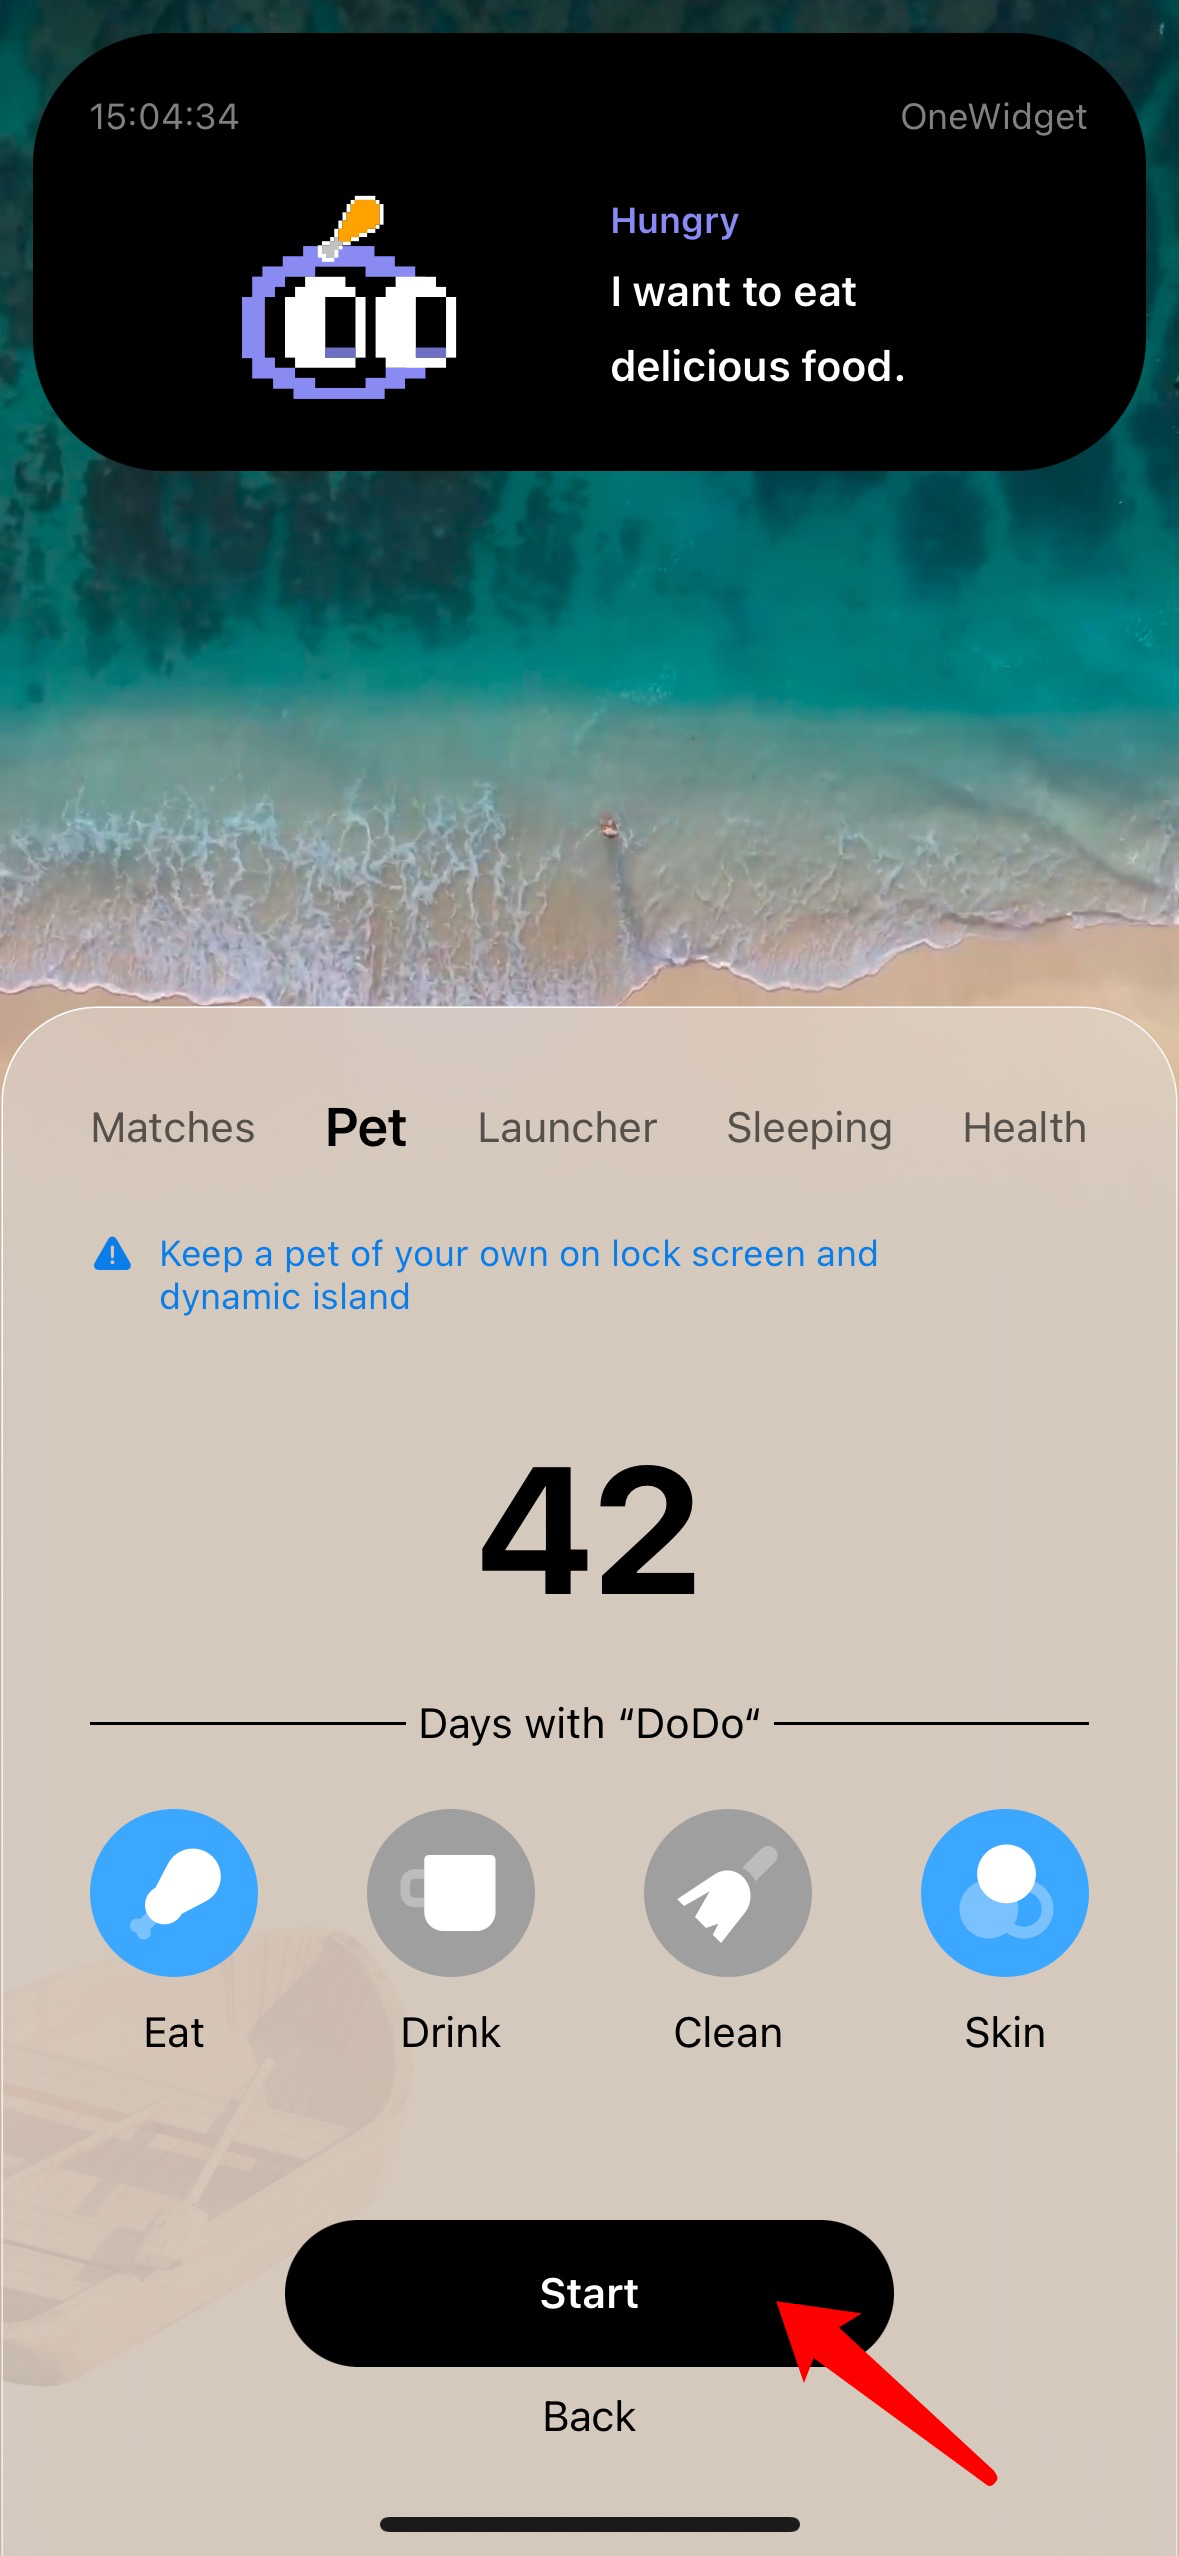 15:04:34
OneWidget
Hungry
I want to eat
delicious food.
Matches
Pet
Launcher
Sleeping
Health
Keep a pet of your own on lock screen and
dynamic island
42
Days with “DoDo“
Eat
Drink
Clean
Skin
Start
Back